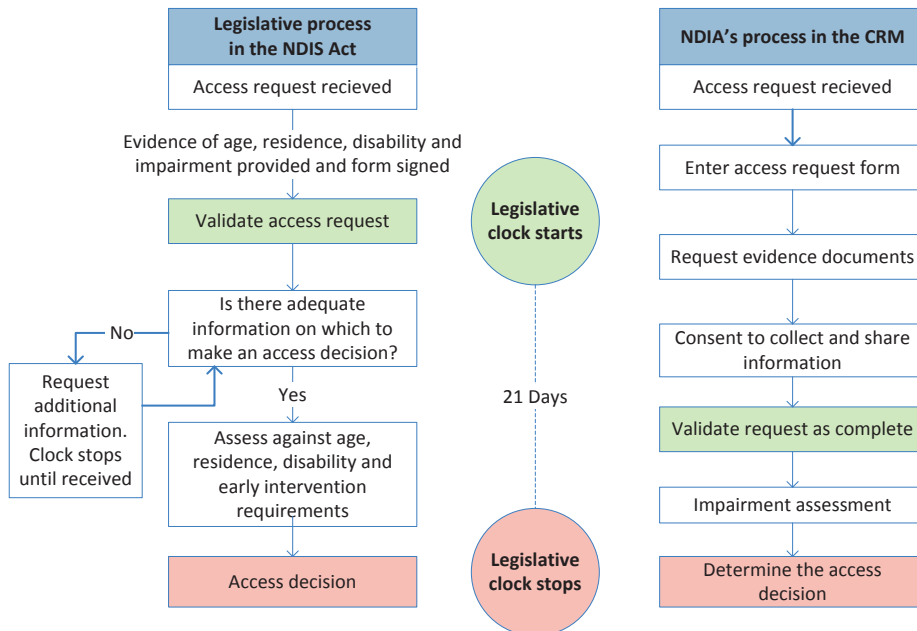 Legislative process
in the NDIS Act
Access request recieved
Evidence of age, residence, disability and
impairment provided and form signed
Validate access request
Is there adequate
information on which to
make an access decision?
No
Request
additional
information.
Clock stops
until received
Yes
Assess against age,
residence, disability and
early intervention
requirements
Access decision
Legislative
clock starts
21 Days
Legislative
clock stops
NDIA's process in the CRM
Access request recieved
Enter access request form
Request evidence documents
Consent to collect and share
information
Validate request as complete
Impairment assessment
Determine the access
decision